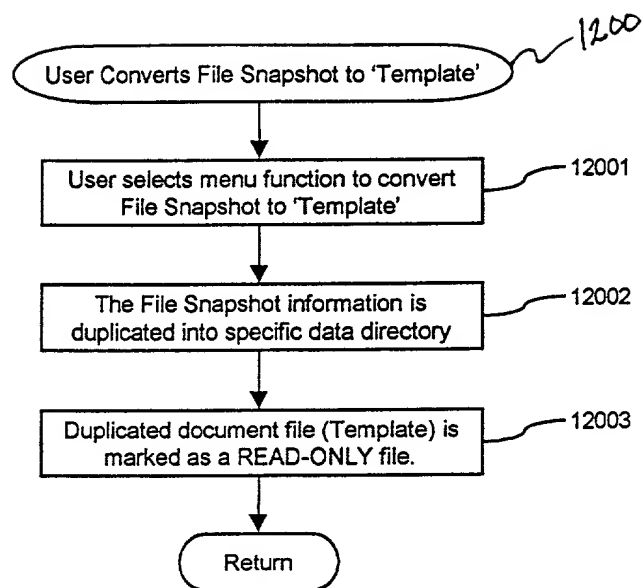 1200
User Converts File Snapshot to 'Template'
User selects menu function to convert
File Snapshot to 'Template'
12001
The File Snapshot information is
duplicated into specific data directory
12002
Duplicated document file (Template) is
marked as a READ-ONLY file.
12003
Return